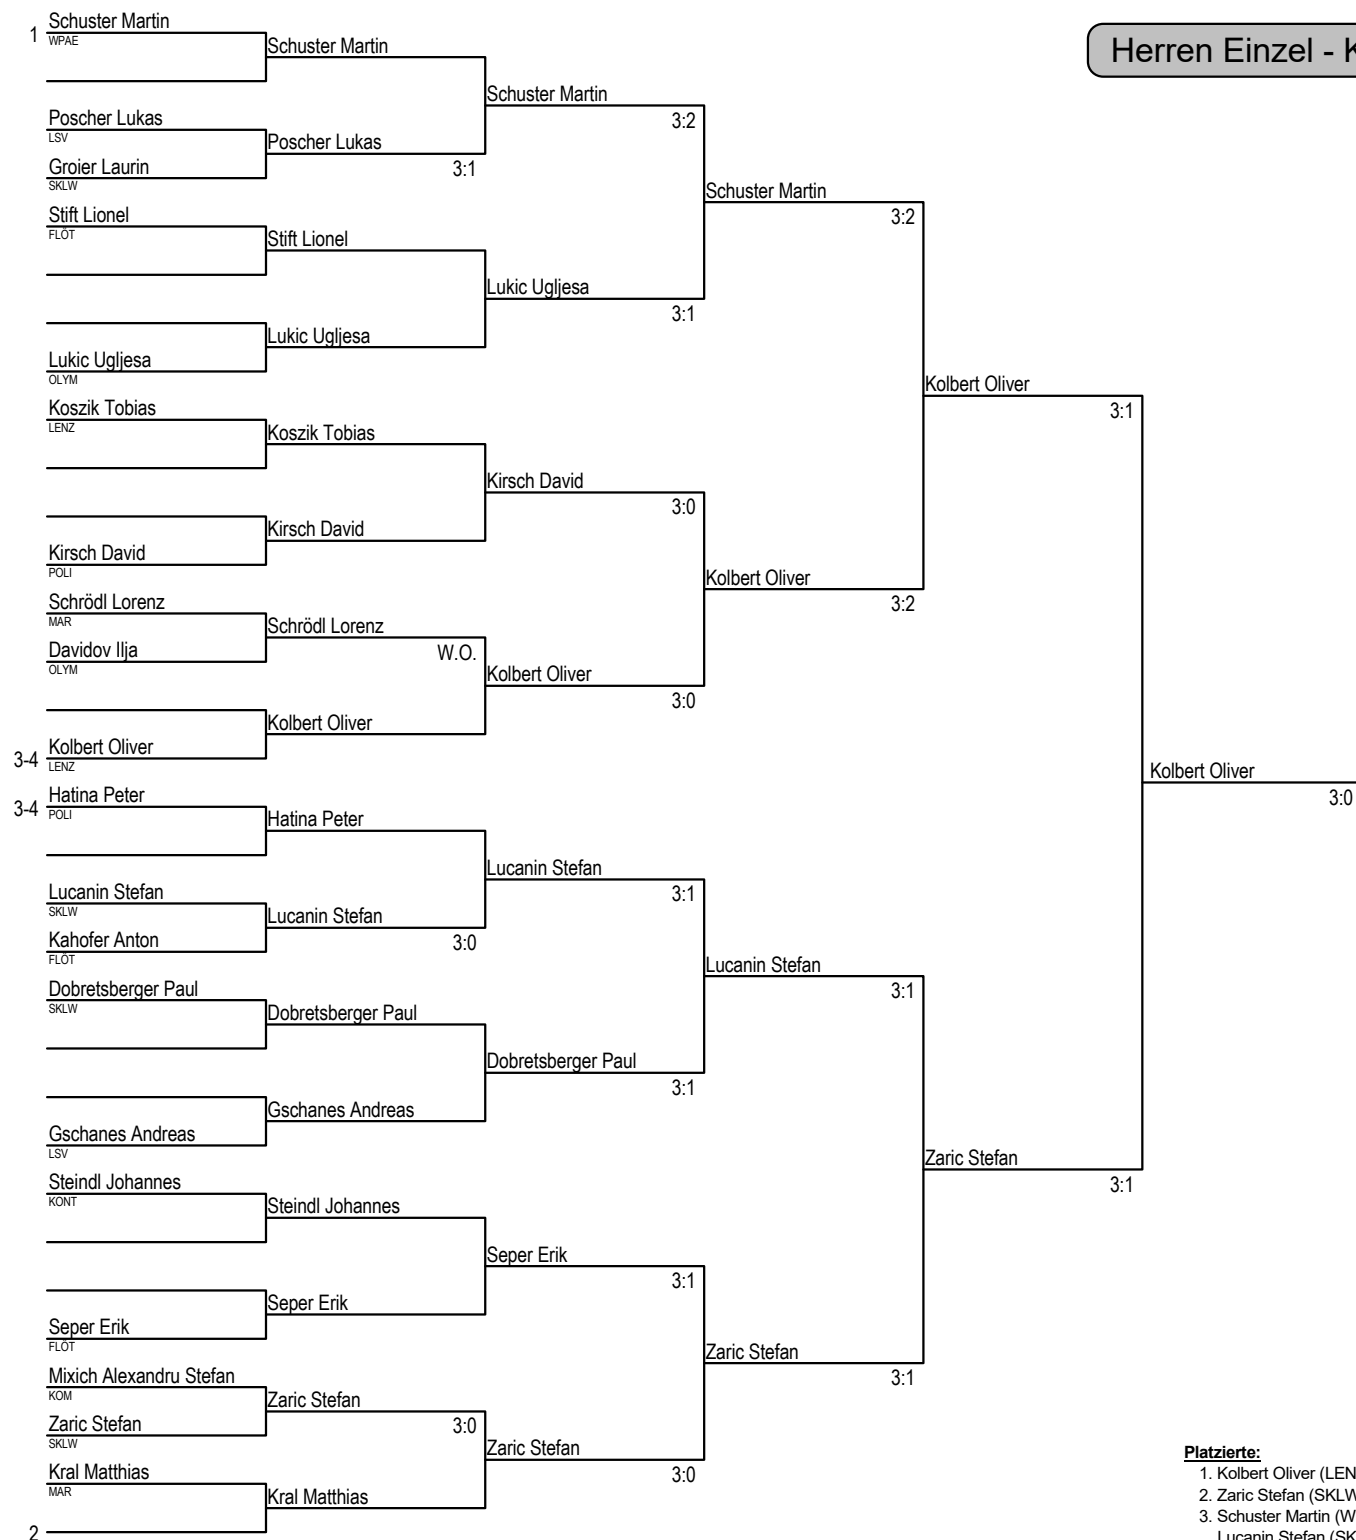 Herren Einzel - K
1
Schuster Martin
WPAE
Poscher Lukas
LSV
Groier Laurin
SKLW
Stift Lionel
FLÖT
Lukic Ugljesa
OLYM
Koszik Tobias
LENZ
Kirsch David
POLI
Schrödl Lorenz
MAR
Davidov Ilja
OLYM
3-4
Kolbert Oliver
LENZ
3-4
Hatina Peter
POLI
Lucanin Stefan
SKLW
Kahofer Anton
FLÖT
Dobretsberger Paul
SKLW
Gschanes Andreas
LSV
Steindl Johannes
KONT
Seper Erik
FLÖT
Mixich Alexandru Stefan
KOM
Zaric Stefan
SKLW
Kral Matthias
MAR
2
Schuster Martin
Poscher Lukas
3:1
Stift Lionel
Lukic Ugljesa
Koszik Tobias
Kirsch David
Schrödl Lorenz
W.O.
Kolbert Oliver
Hatina Peter
Lucanin Stefan
3:0
Dobretsberger Paul
Gschanes Andreas
Steindl Johannes
Seper Erik
Zaric Stefan
3:0
Kral Matthias
Schuster Martin
3:2
Lukic Ugljesa
3:1
Kirsch David
3:0
Kolbert Oliver
3:0
Lucanin Stefan
3:1
Dobretsberger Paul
3:1
Seper Erik
3:1
Zaric Stefan
3:0
Schuster Martin
3:2
Kolbert Oliver
3:2
Lucanin Stefan
3:1
Zaric Stefan
3:1
Kolbert Oliver
3:1
Zaric Stefan
3:1
Kolbert Oliver
3:0
Platzierte:
1. Kolbert Oliver (LEN
2. Zaric Stefan (SKLW
3. Schuster Martin (W
Lucanin Stefan (SK